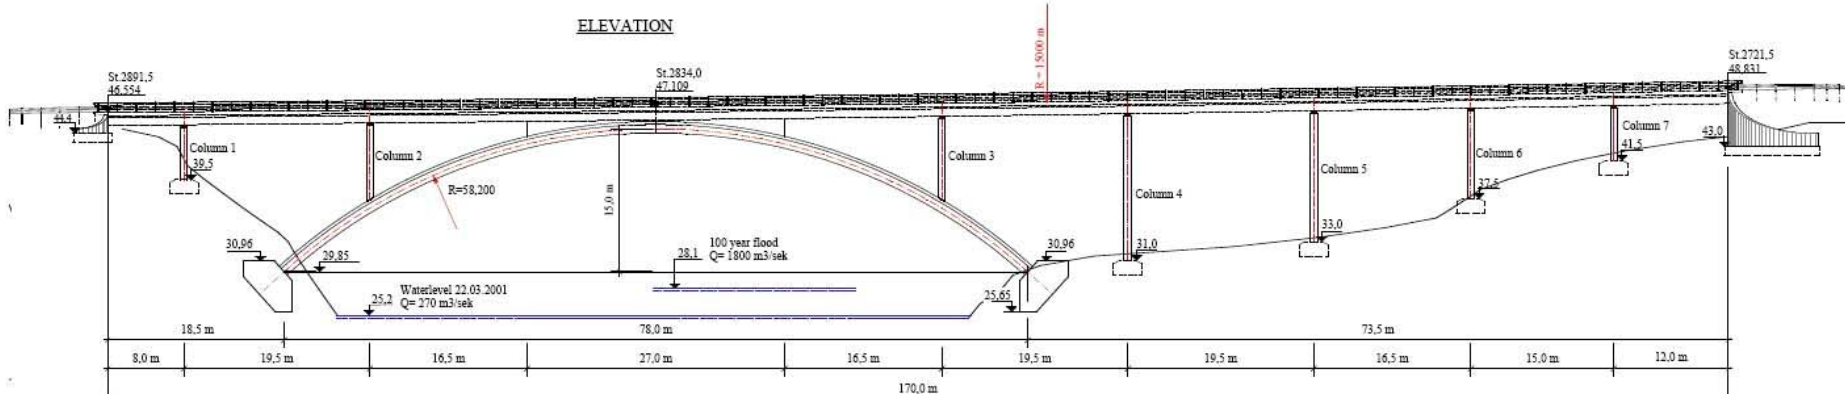 ELEVATION
R = 15000 m
St.2891,5
46.554
St.2834,0
47.109
St.2721,5
48,831
44,4
Column 1
39,5
Column 2
R=58,200
15,0 m
Column 3
Column 4
Column 5
Column 6
Column 7
43,0
41,5
37,5
33,0
31,0
30,96
29,85
30,96
100 year flood
28,1
Q= 1800 m3/sek
Waterlevel 22.03.2001
25,2
Q= 270 m3/sek
25,65
18,5 m
78,0 m
73,5 m
8,0 m
19,5 m
16,5 m
27,0 m
16,5 m
19,5 m
19,5 m
16,5 m
15,0 m
12,0 m
170,0 m